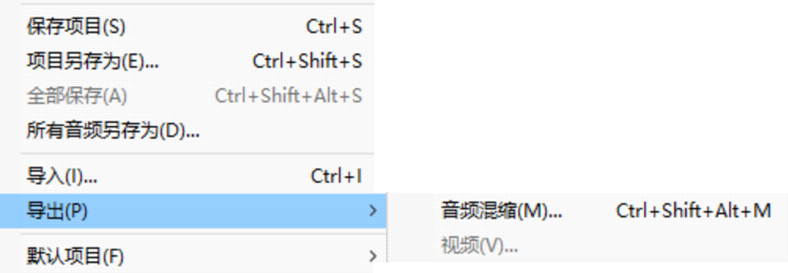 保存项目(S) Ctrl+S
项目另存为(E)... Ctrl+Shift+S
全部保存(A) Ctrl+Shift+Alt+S
所有音频另存为(D)...
导入(I)... Ctrl+I
导出(P) >
音频混缩(M)... Ctrl+Shift+Alt+M
视频(V)...
默认项目(F) >